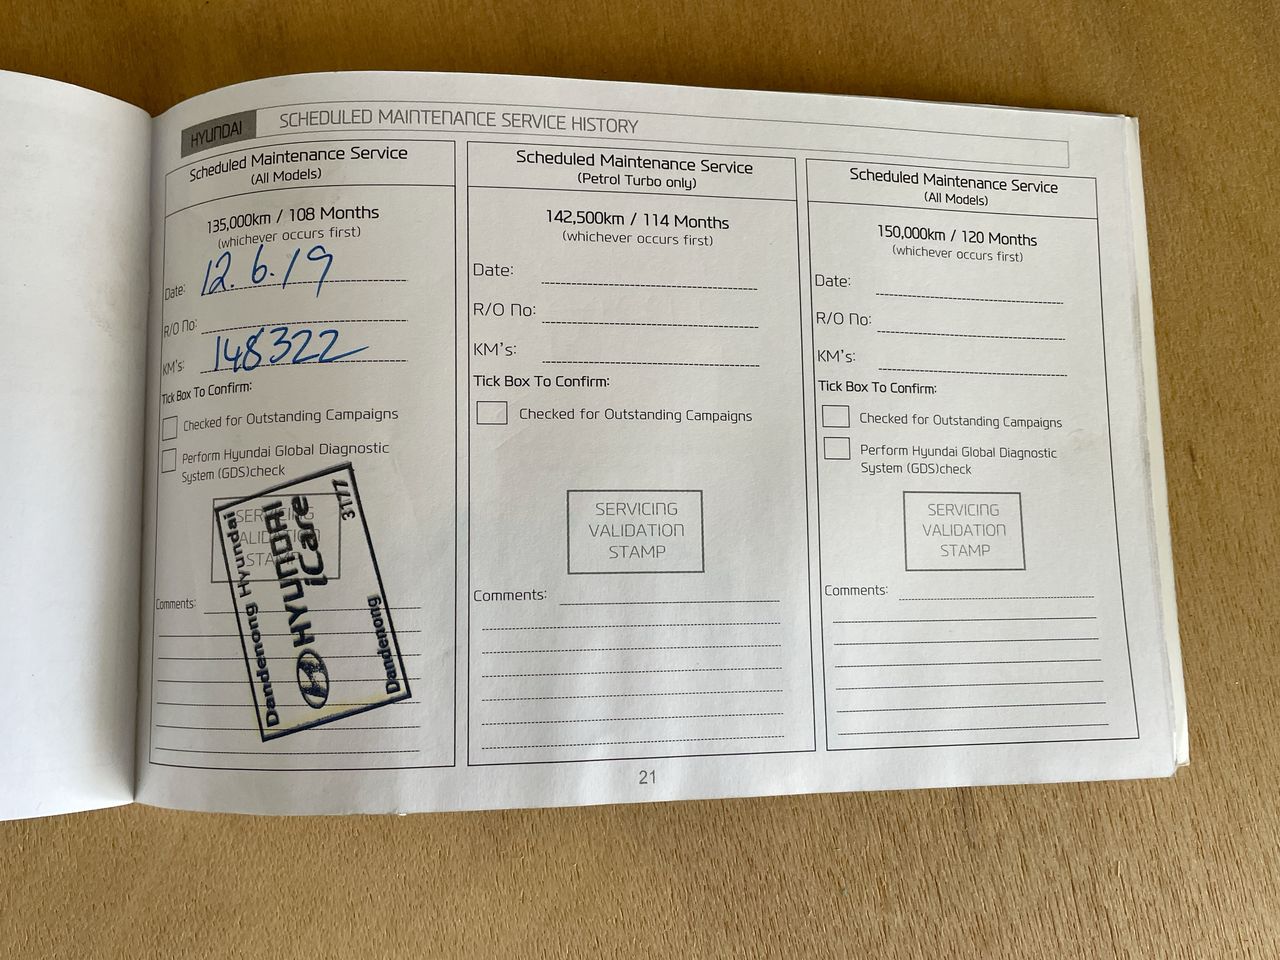 HYUNDAI
SCHEDULED MAINTENANCE SERVICE HISTORY
Scheduled Maintenance Service
(All Models)
135,000km / 108 Months
(whichever occurs first)
Date: 12.6.19
R/O No:
KM's: 148322
Tick Box To Confirm:
Checked for Outstanding Campaigns
Perform Hyundai Global Diagnostic
System (GDS)check
SERVICING
VALIDATION
STAMP
Dandenong Hyundai
HYUNDAI
iCare
3177
Dandenong
Comments:
Scheduled Maintenance Service
(Petrol Turbo only)
142,500km / 114 Months
(whichever occurs first)
Date:
R/O No:
KM's:
Tick Box To Confirm:
Checked for Outstanding Campaigns
SERVICING
VALIDATION
STAMP
Comments:
Scheduled Maintenance Service
(All Models)
150,000km / 120 Months
(whichever occurs first)
Date:
R/O No:
KM's:
Tick Box To Confirm:
Checked for Outstanding Campaigns
Perform Hyundai Global Diagnostic
System (GDS)check
SERVICING
VALIDATION
STAMP
Comments:
21